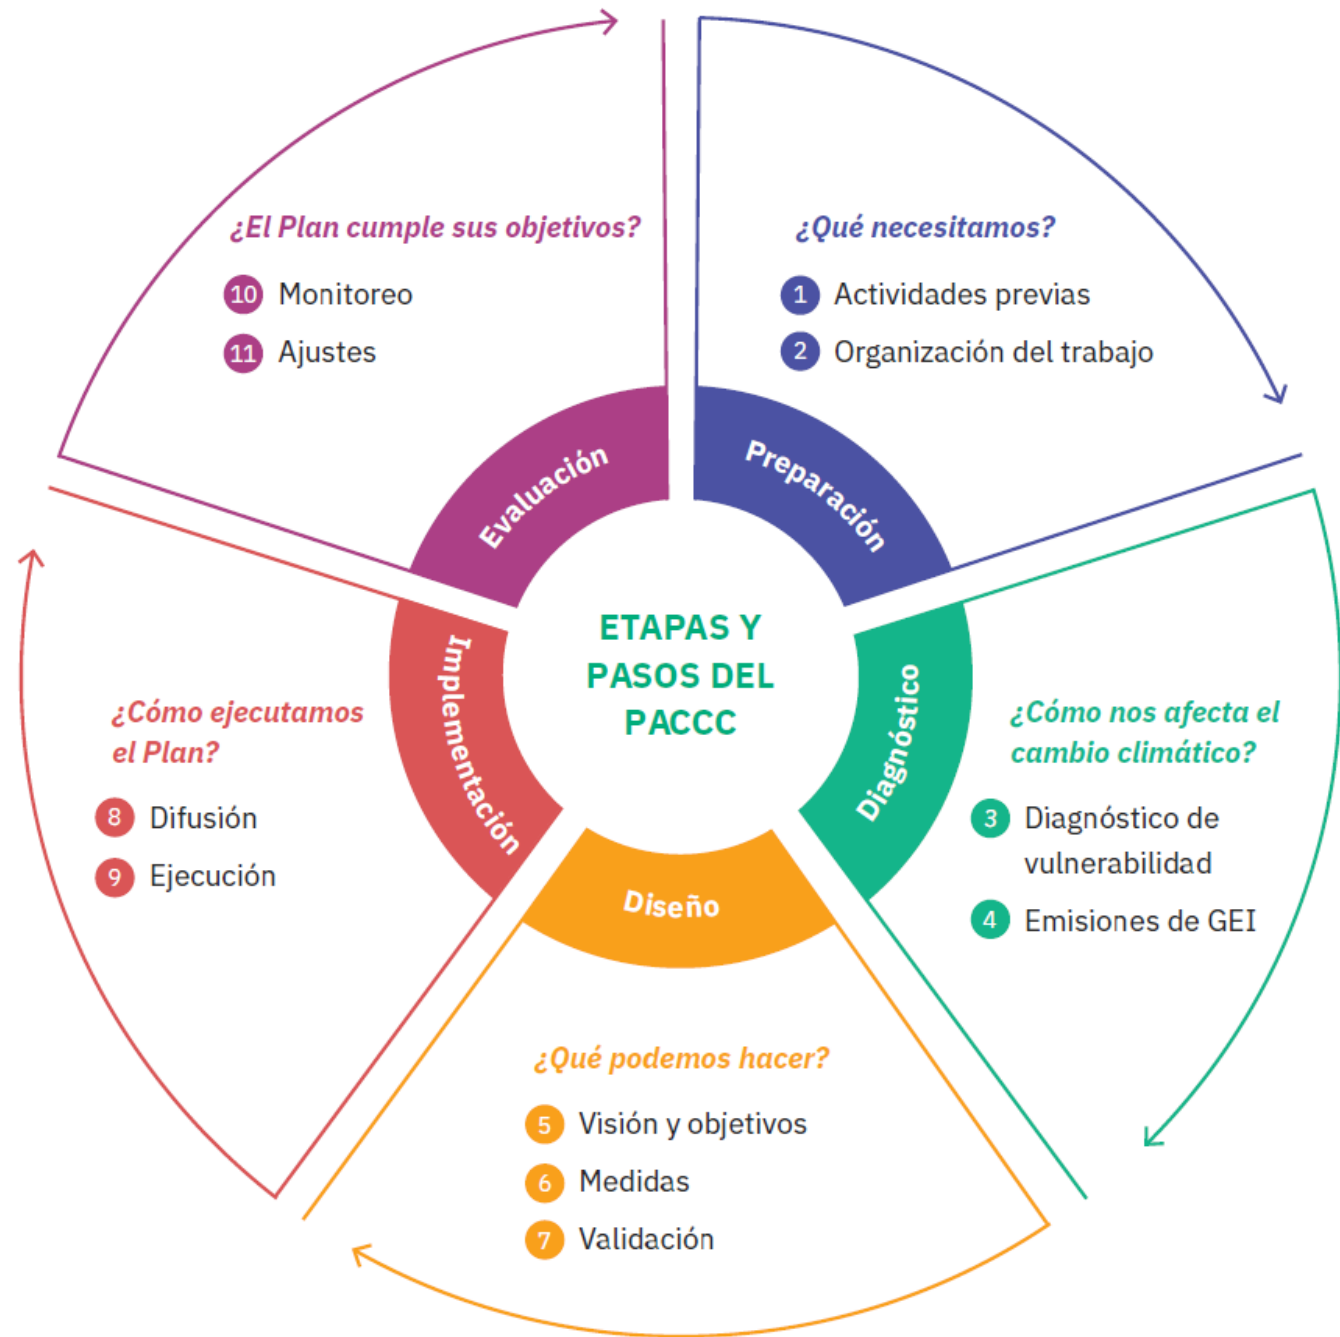 ETAPAS Y
PASOS DEL
PACCC
Preparación
¿Qué necesitamos?
1 Actividades previas
2 Organización del trabajo
Diagnóstico
¿Cómo nos afecta el
cambio climático?
3 Diagnóstico de
vulnerabilidad
4 Emisiones de GEI
Diseño
¿Qué podemos hacer?
5 Visión y objetivos
6 Medidas
7 Validación
Implementación
¿Cómo ejecutamos
el Plan?
8 Difusión
9 Ejecución
Evaluación
¿El Plan cumple sus objetivos?
10 Monitoreo
11 Ajustes